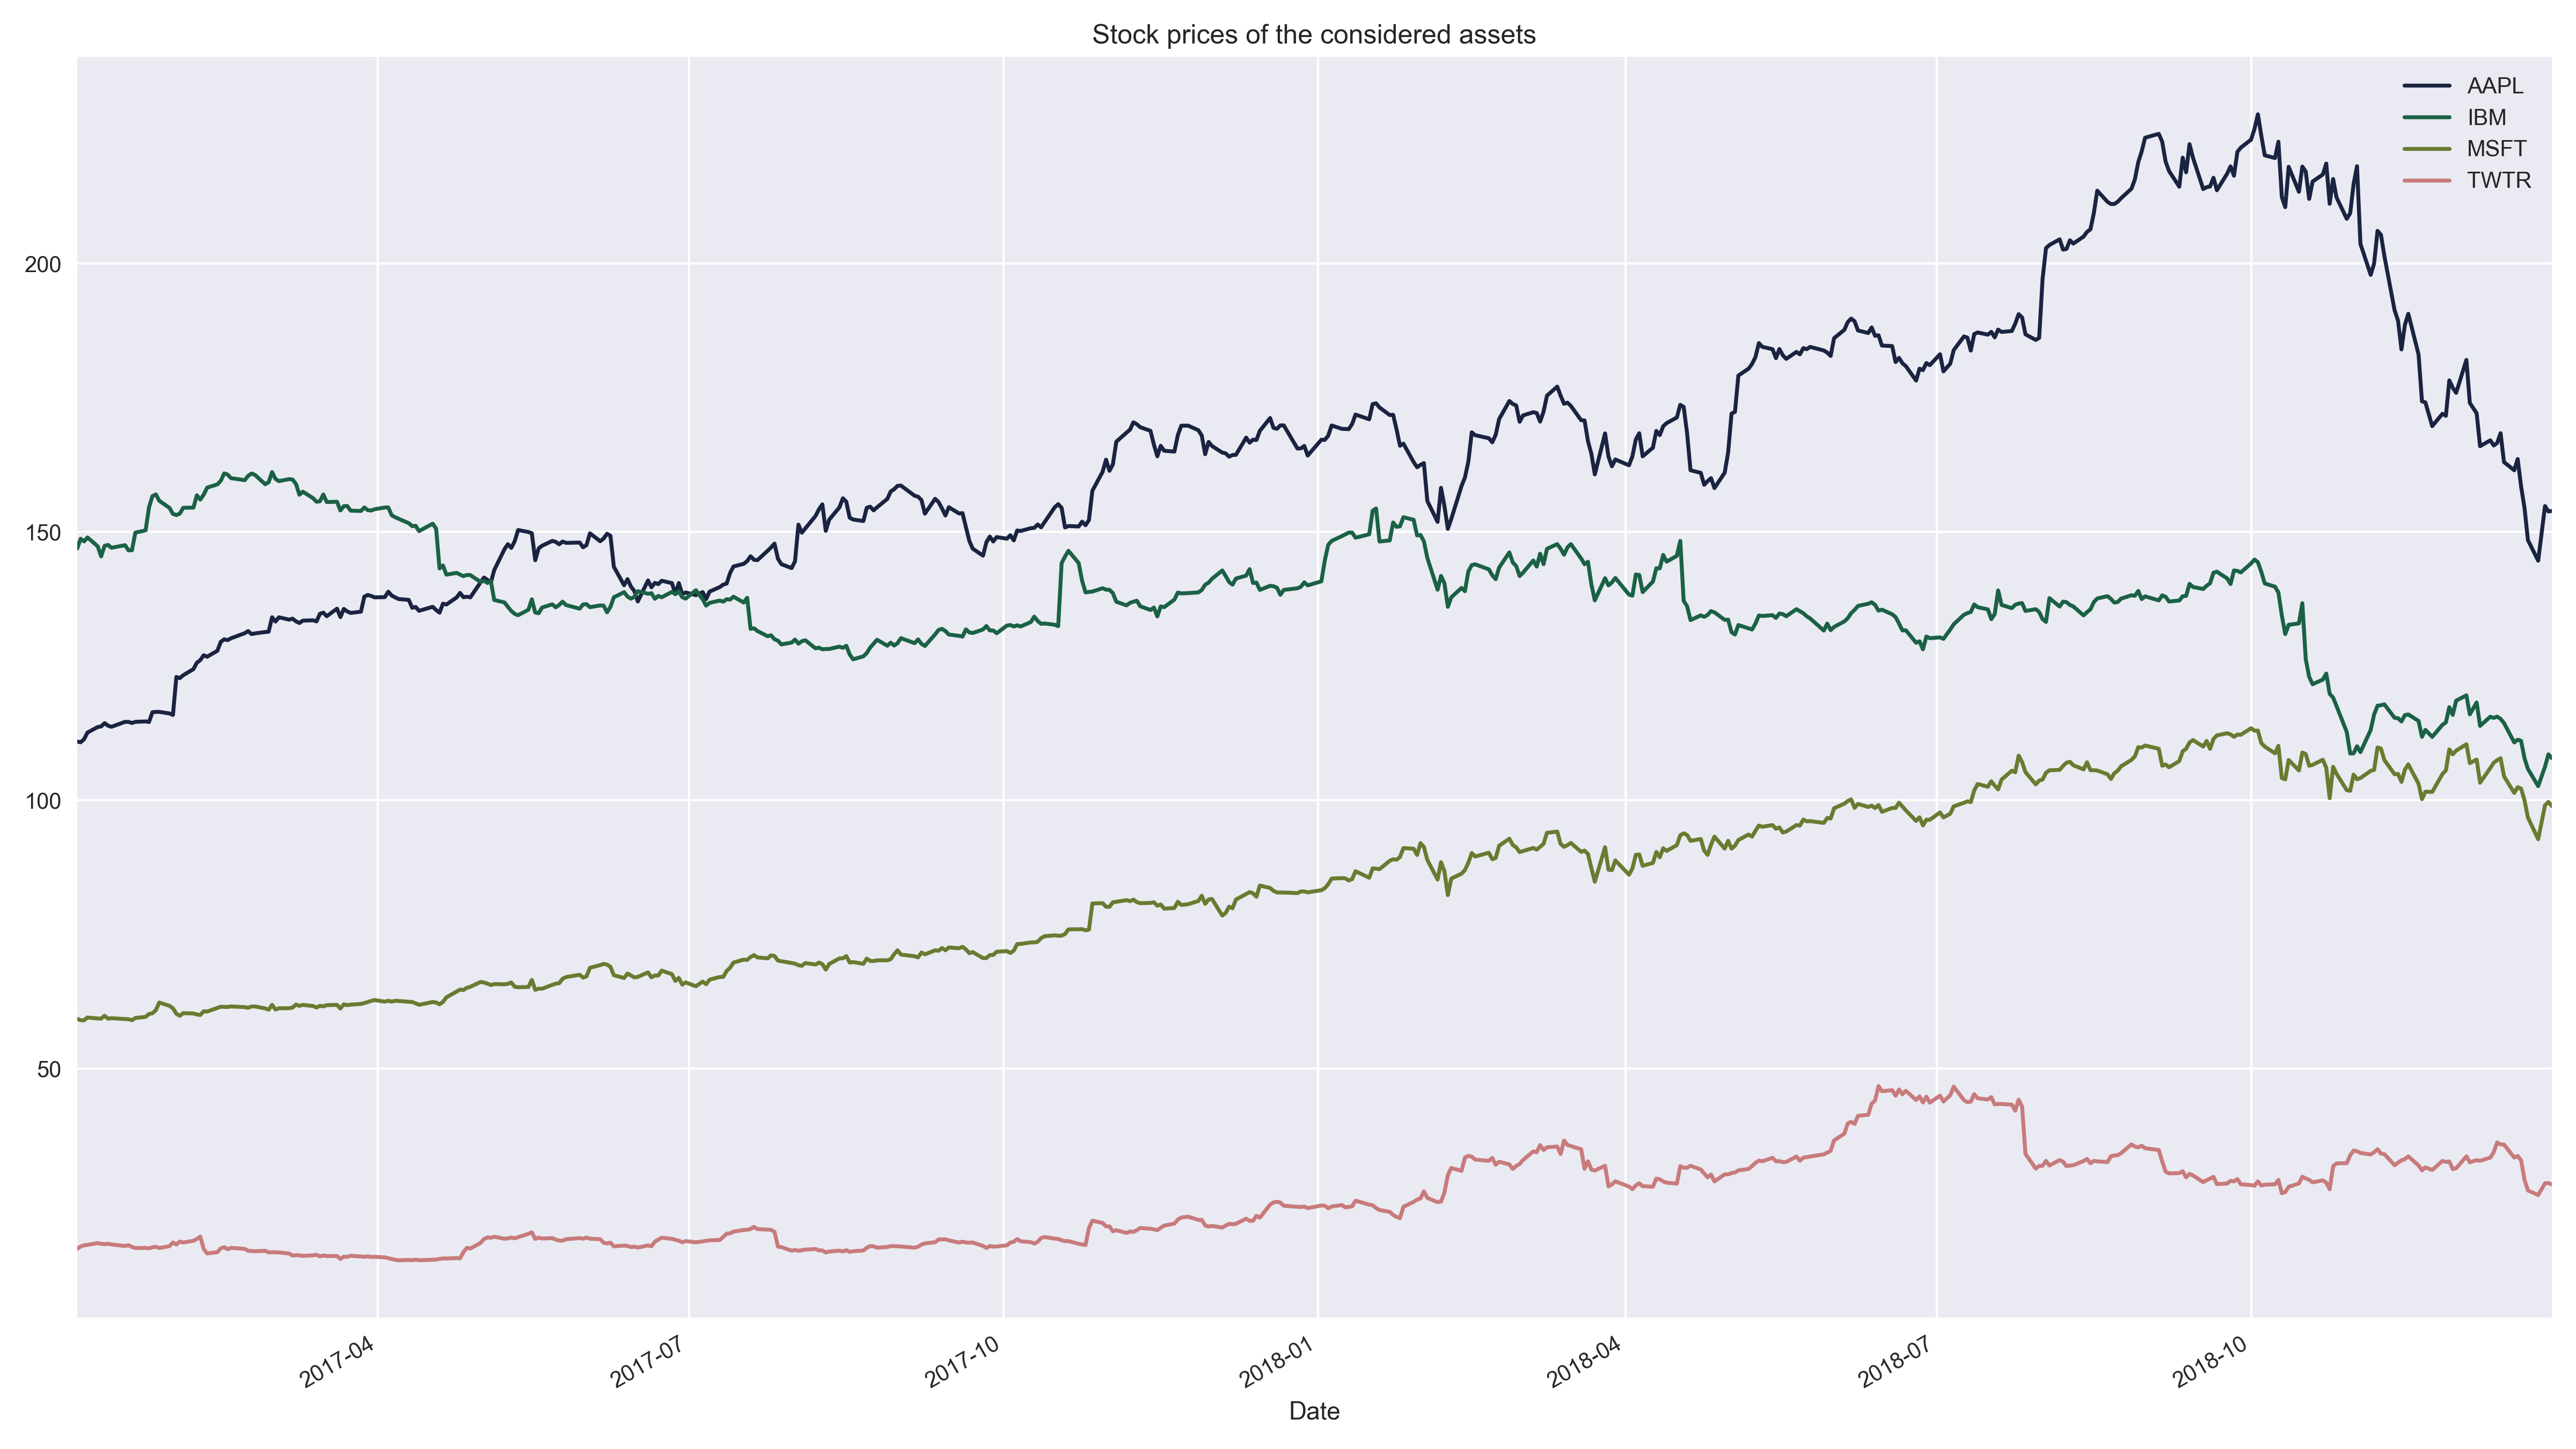 Stock prices of the considered assets
AAPL
IBM
MSFT
TWTR
200
150
100
50
2017-04
2017-07
2017-10
2018-01
2018-04
2018-07
2018-10
Date